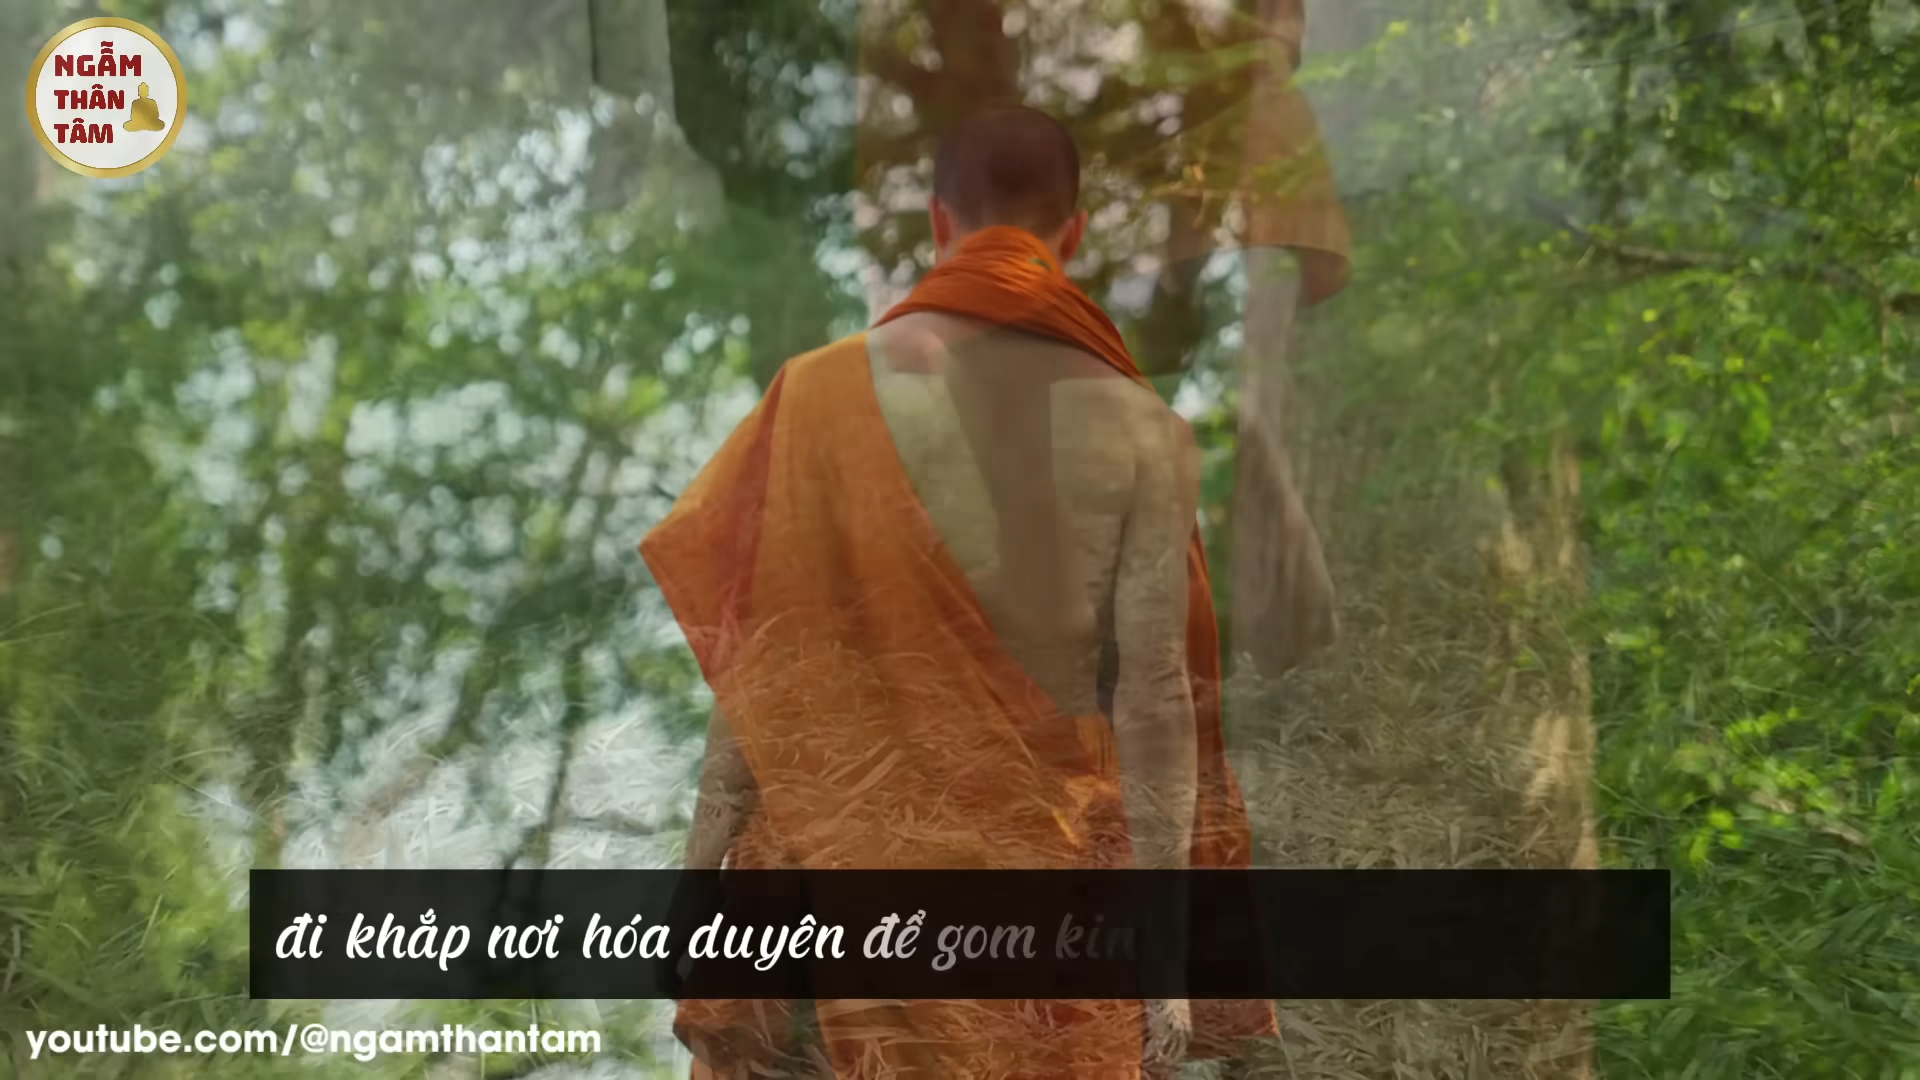 NGẪM
THÂN
TÂM
đi khắp nơi hóa duyên để gom
youtube.com/@ngamthantam